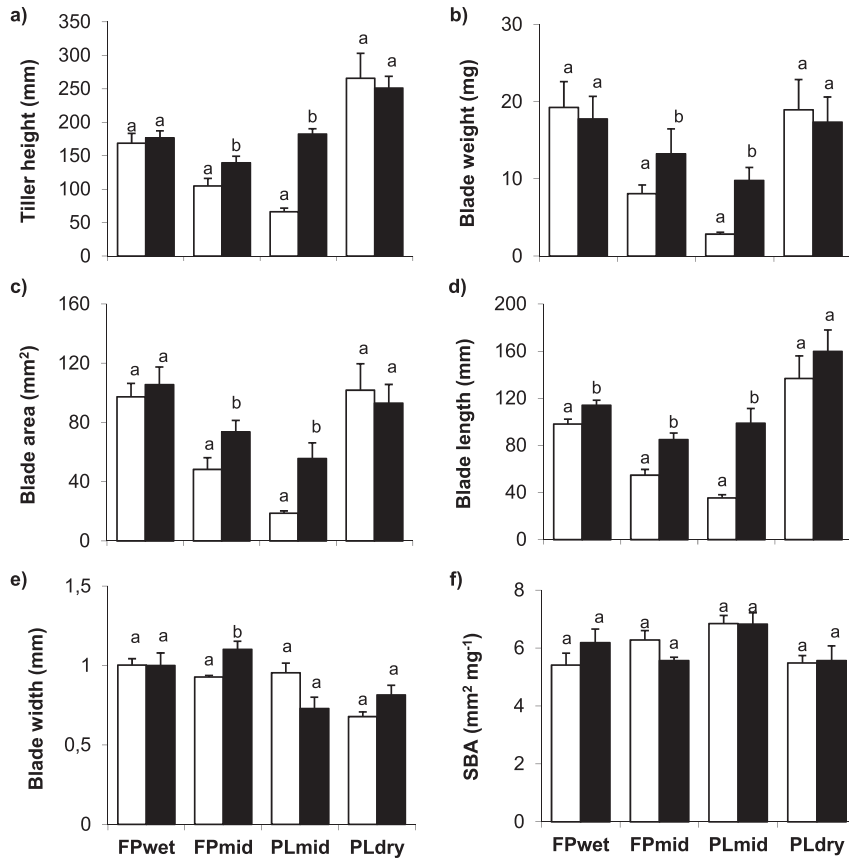 a)
Tiller height (mm)
350
300
250
200
150
100
50
0
a a a b a b a a
b)
Blade weight (mg)
30
20
10
0
a a a b a b a a
c)
Blade area (mm²)
160
120
80
40
0
a a a b a b a a
d)
Blade length (mm)
200
160
120
80
40
0
a b a b a b a a
e)
Blade width (mm)
1,5
1
0,5
0
a a a b a a a a
FPwet FPmid PLmid PLdry
f)
SBA (mm² mg⁻¹)
8
6
4
2
0
a a a a a a a a
FPwet FPmid PLmid PLdry